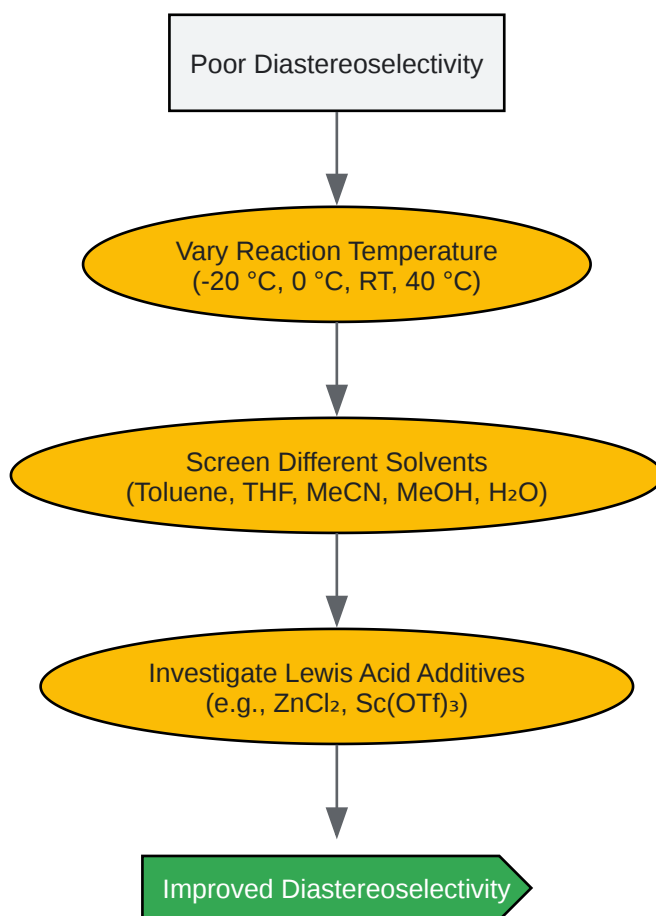 Poor Diastereoselectivity
Vary Reaction Temperature
(-20 °C, 0 °C, RT, 40 °C)
Screen Different Solvents
(Toluene, THF, MeCN, MeOH, H₂O)
Investigate Lewis Acid Additives
(e.g., ZnCl₂, Sc(OTf)₃)
Improved Diastereoselectivity